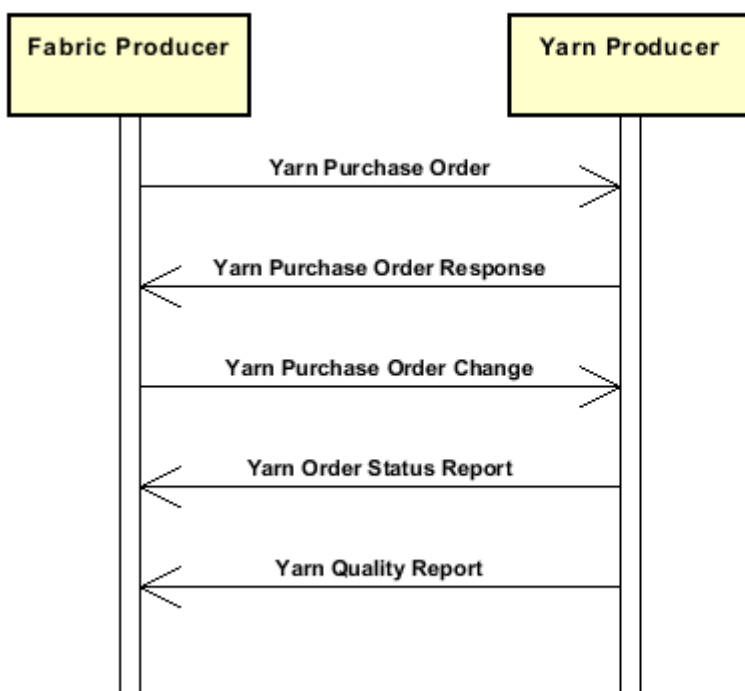 Fabric Producer
Yarn Producer
Yarn Purchase Order
Yarn Purchase Order Response
Yarn Purchase Order Change
Yarn Order Status Report
Yarn Quality Report